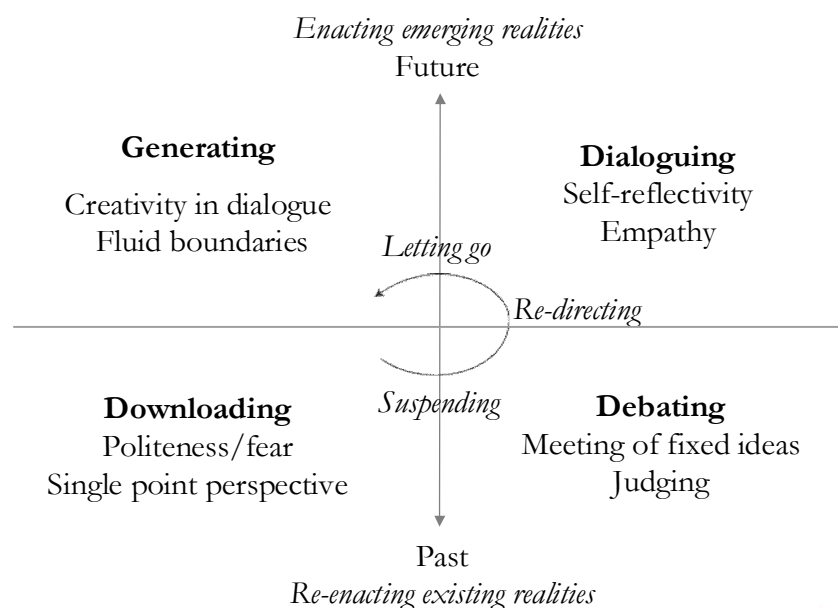 Enacting emerging realities
Future
Generating
Creativity in dialogue
Fluid boundaries
Dialoguing
Self-reflectivity
Empathy
Letting go
Re-directing
Suspending
Downloading
Politeness/fear
Single point perspective
Debating
Meeting of fixed ideas
Judging
Past
Re-enacting existing realities